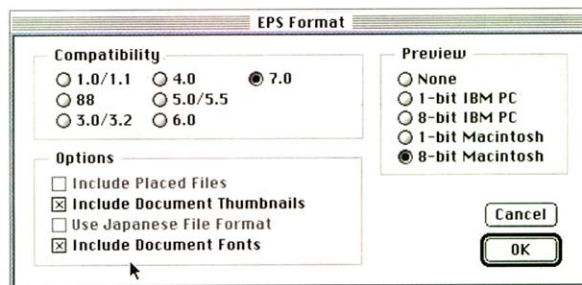 EPS Format
Compatibility
1.0/1.1
4.0
7.0
88
5.0/5.5
3.0/3.2
6.0
Preview
None
1-bit IBM PC
8-bit IBM PC
1-bit Macintosh
8-bit Macintosh
Options
Include Placed Files
Include Document Thumbnails
Use Japanese File Format
Include Document Fonts
Cancel
OK